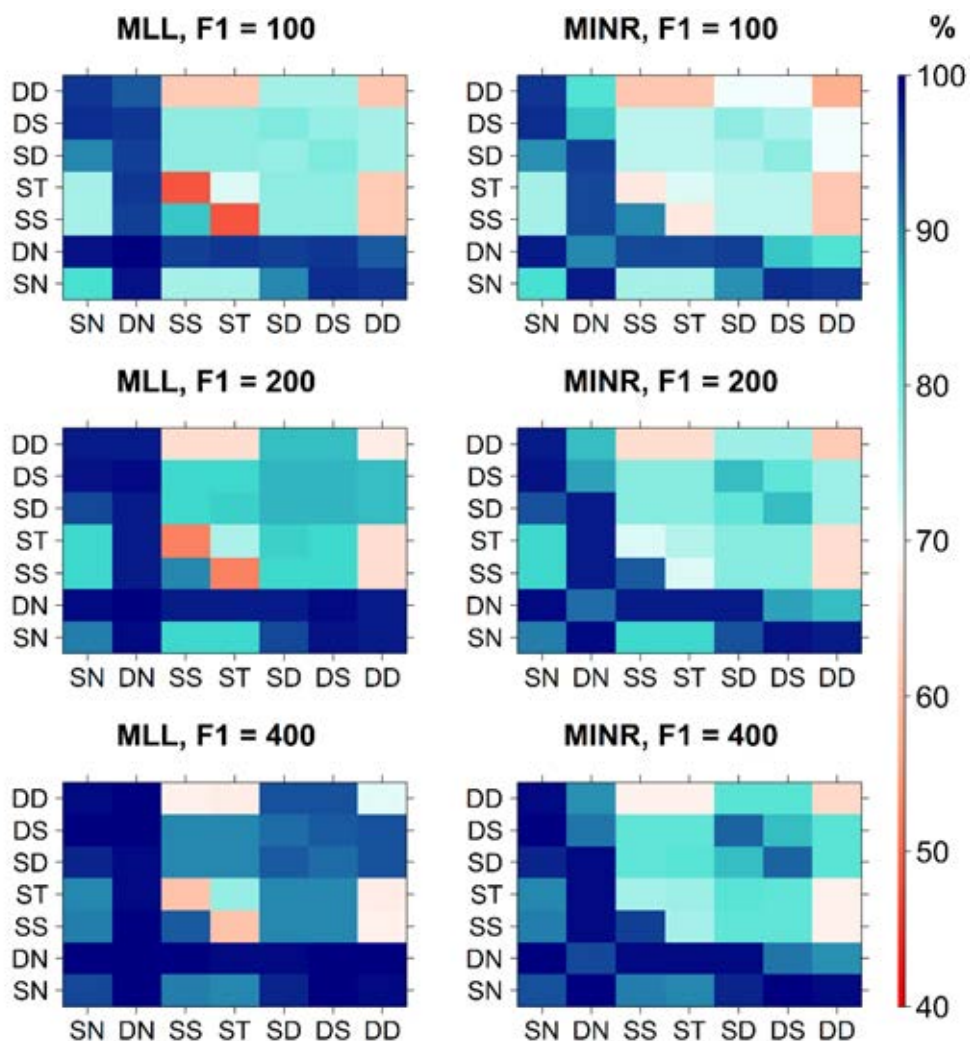 MLL, F1 = 100 MINR, F1 = 100 %
DD DD 100
DS DS
SD SD
ST ST
SS SS 90
DN DN
SN SN
SN DN SS ST SD DS DD SN DN SS ST SD DS DD
MLL, F1 = 200 MINR, F1 = 200 80
DD DD
DS DS
SD SD
ST ST 70
SS SS
DN DN
SN SN
SN DN SS ST SD DS DD SN DN SS ST SD DS DD 60
MLL, F1 = 400 MINR, F1 = 400
DD DD
DS DS 50
SD SD
ST ST
SS SS
DN DN
SN SN 40
SN DN SS ST SD DS DD SN DN SS ST SD DS DD